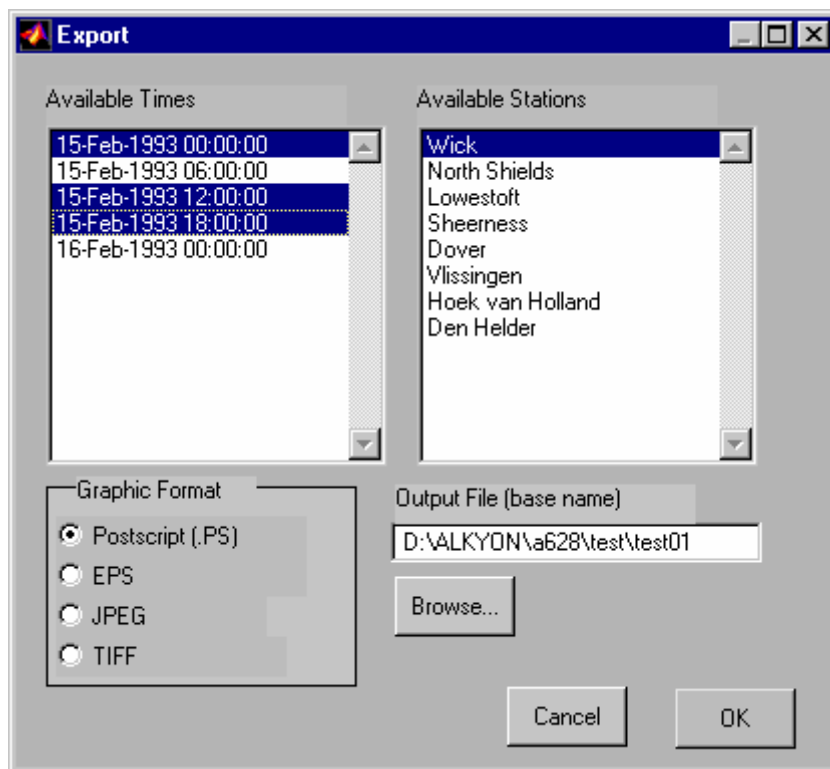 Export
Available Times
15-Feb-1993 00:00:00
15-Feb-1993 06:00:00
15-Feb-1993 12:00:00
15-Feb-1993 18:00:00
16-Feb-1993 00:00:00
Available Stations
Wick
North Shields
Lowestoft
Sheerness
Dover
Vlissingen
Hoek van Holland
Den Helder
Graphic Format
Postscript (.PS)
EPS
JPEG
TIFF
Output File (base name)
D:\ALKYON\a628\test\test01
Browse...
Cancel
OK